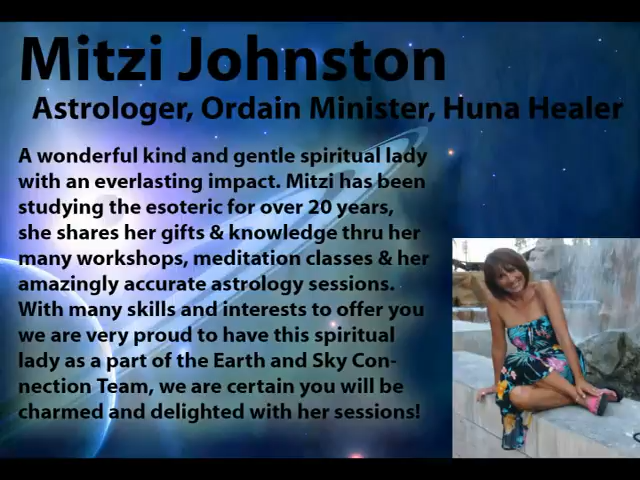 Mitzi Johnston
Astrologer, Ordain Minister, Huna Healer
A wonderful kind and gentle spiritual lady
with an everlasting impact. Mitzi has been
studying the esoteric for over 20 years,
she shares her gifts & knowledge thru her
many workshops, meditation classes & her
amazingly accurate astrology sessions.
With many skills and interests to offer you
we are very proud to have this spiritual
lady as a part of the Earth and Sky Con-
nection Team, we are certain you will be
charmed and delighted with her sessions!